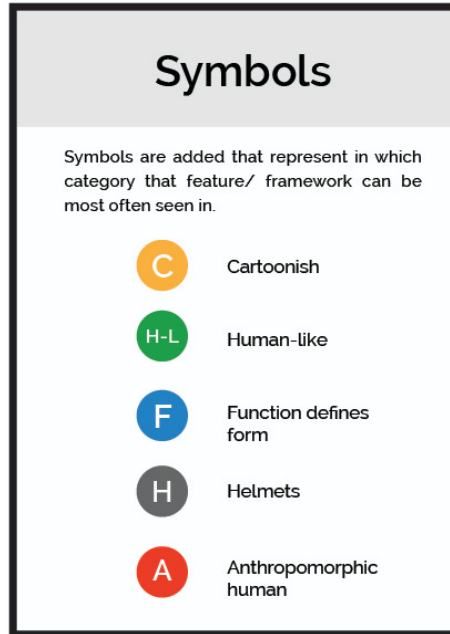 Symbols
Symbols are added that represent in which
category that feature/ framework can be
most often seen in.
C Cartoonish
H-L Human-like
F Function defines
form
H Helmets
A Anthropomorphic
human